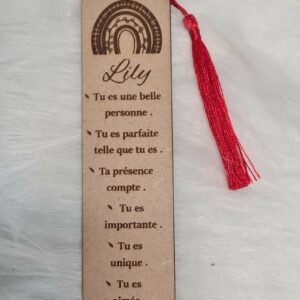 Lily
Tu es une belle
personne .
Tu es parfaite
telle que tu es .
Ta présence
compte .
Tu es
importante .
Tu es
unique .
Tu es
aimée